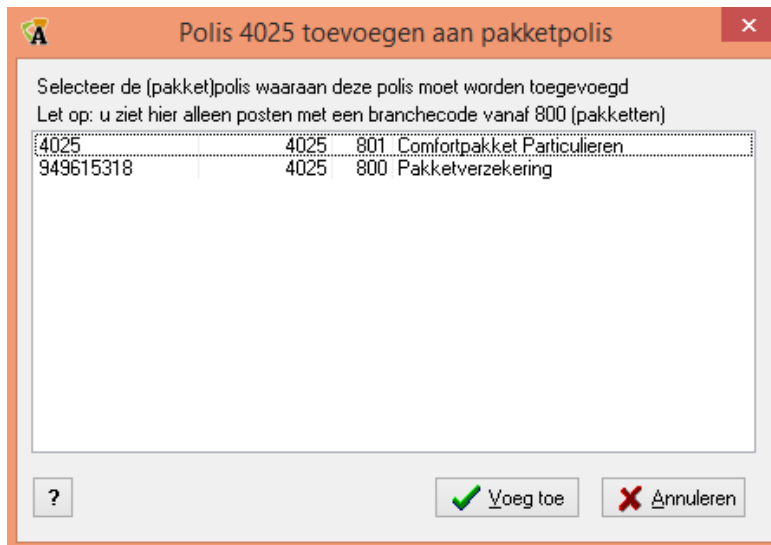 Polis 4025 toevoegen aan pakketpolis
Selecteer de (pakket)polis waaraan deze polis moet worden toegevoegd
Let op: u ziet hier alleen posten met een branchecode vanaf 800 (pakketten)
4025 4025 801 Comfortpakket Particulieren
949615318 4025 800 Pakketverzekering
? Voeg toe Annuleren